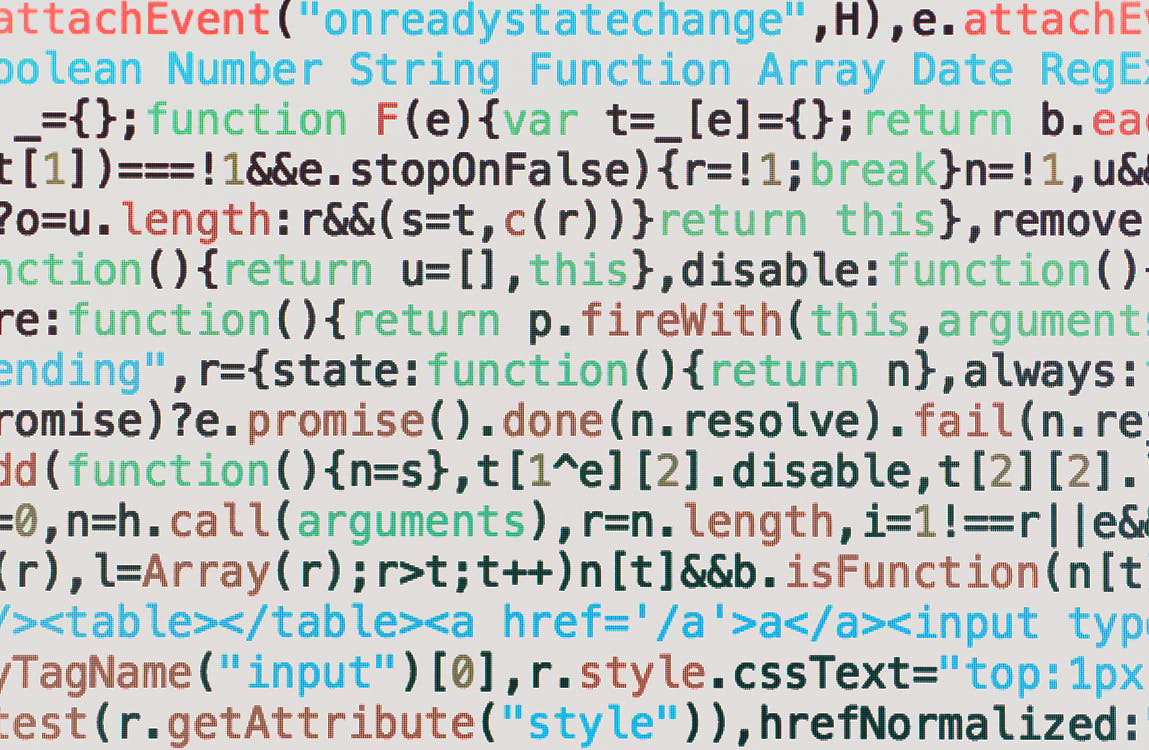 attachEvent("onreadystatechange",H),e.attachEv
oolean Number String Function Array Date RegEx
_={};function F(e){var t=_[e]={};return b.eac
t[1])===!1&&e.stopOnFalse){r=!1;break}n=!1,u&&
?o=u.length:r&&(s=t,c(r))}return this},remove
nction(){return u=[],this},disable:function(){
re:function(){return p.fireWith(this,arguments
ending",r={state:function(){return n},always:
romise)?e.promise().done(n.resolve).fail(n.rej
dd(function(){n=s},t[1^e][2].disable,t[2][2].
=0,n=h.call(arguments),r=n.length,i=1!==r||e&&
(r),l=Array(r);r>t;t++)n[t]&&b.isFunction(n[t
/><table></table><a href='/a'>a</a><input type
yTagName("input")[0],r.style.cssText="top:1px
test(r.getAttribute("style")),hrefNormalized: